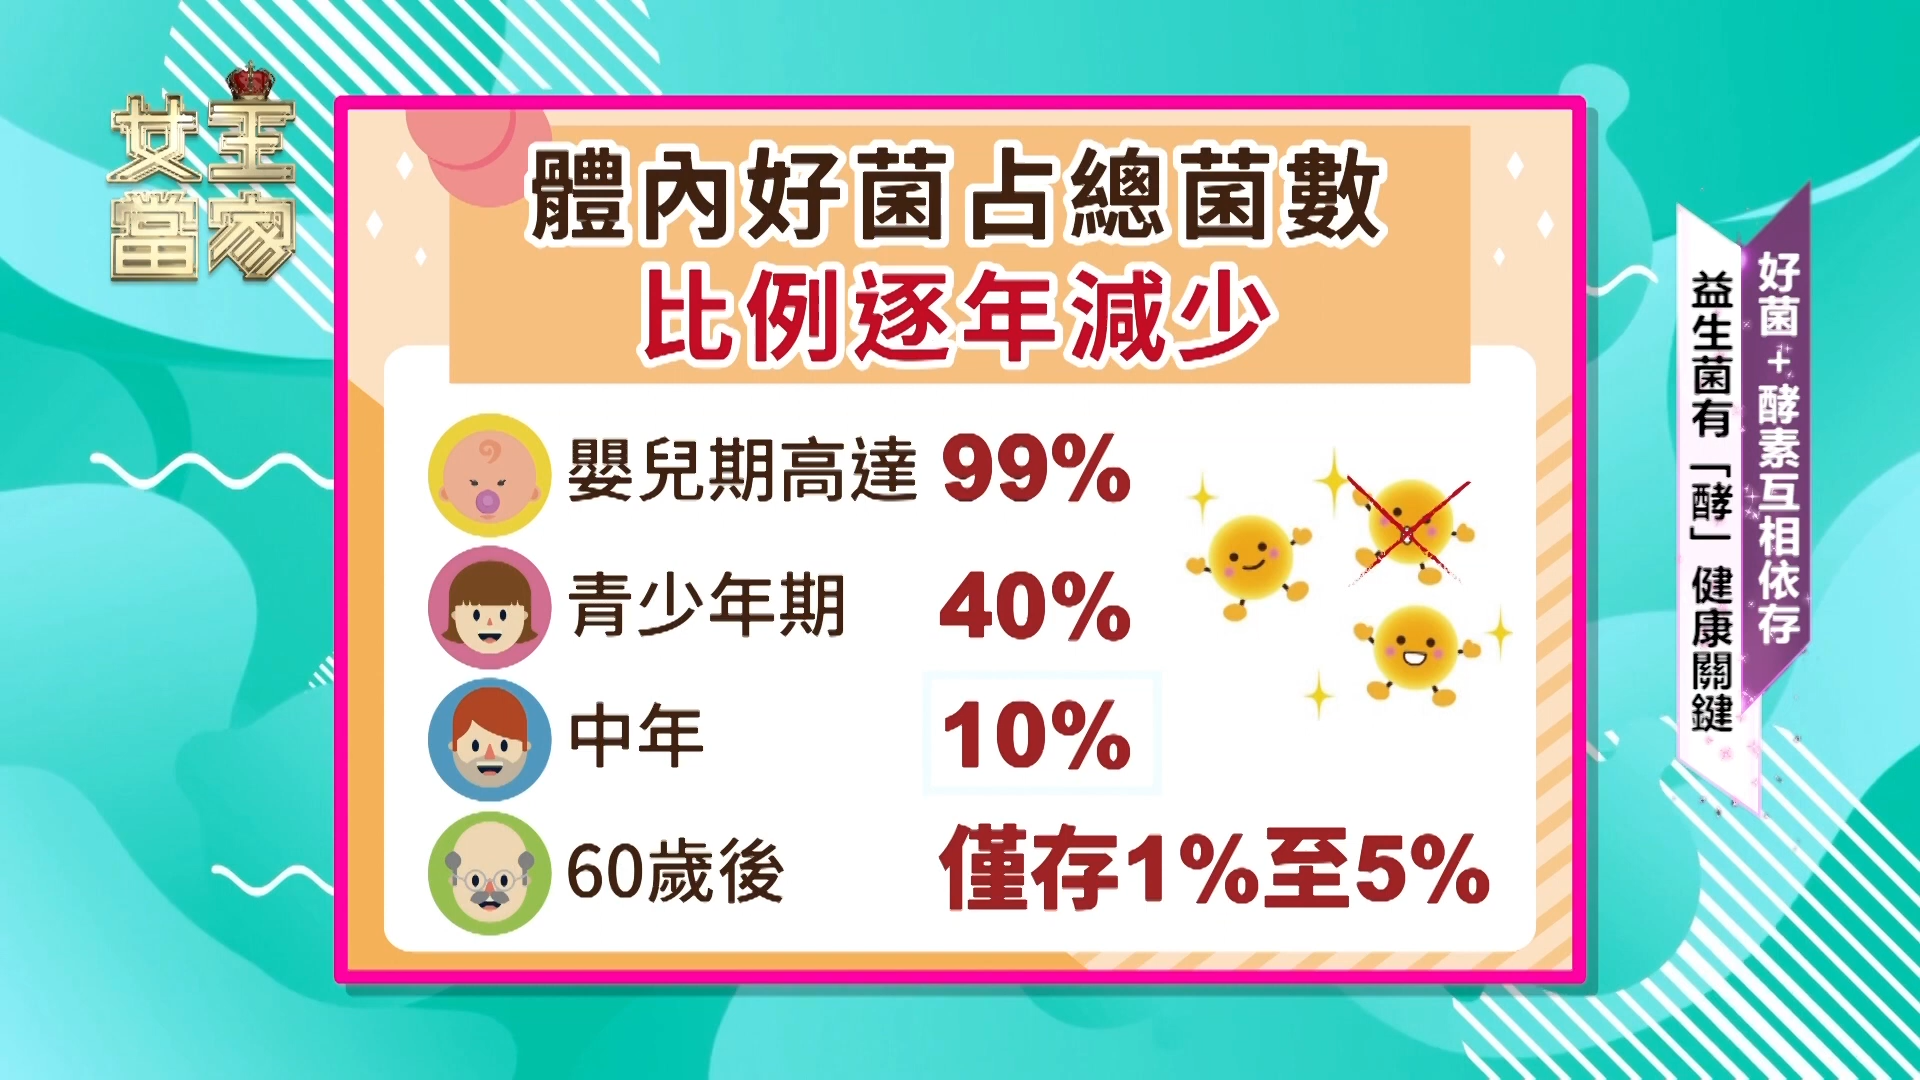 女王
當家
體內好菌占總菌數
比例逐年減少
嬰兒期高達 99%
青少年期 40%
中年 10%
60歲後 僅存1%至5%
好菌+酵素互相依存
益生菌有「酵」健康關鍵